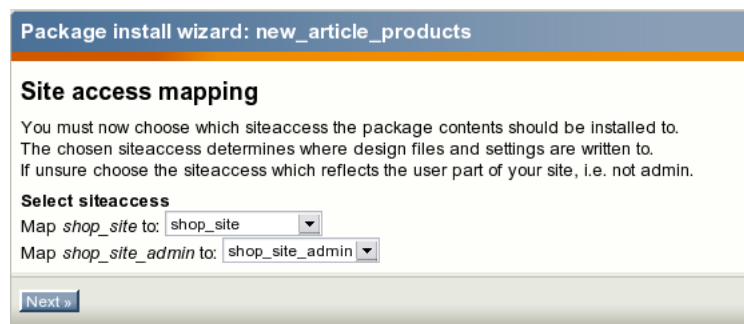 Package install wizard: new_article_products
Site access mapping
You must now choose which siteaccess the package contents should be installed to.
The chosen siteaccess determines where design files and settings are written to.
If unsure choose the siteaccess which reflects the user part of your site, i.e. not admin.
Select siteaccess
Map shop_site to: shop_site
Map shop_site_admin to: shop_site_admin
Next »